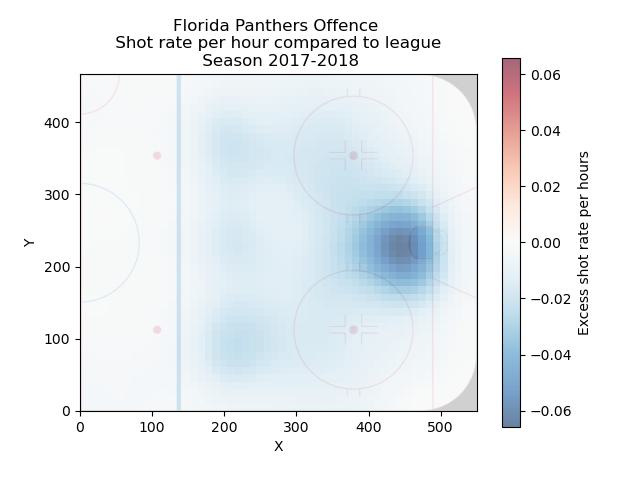 Florida Panthers Offence
Shot rate per hour compared to league
Season 2017-2018
400
300
200
100
0
Y
0 100 200 300 400 500
X
0.06
0.04
0.02
0.00
−0.02
−0.04
−0.06
Excess shot rate per hours